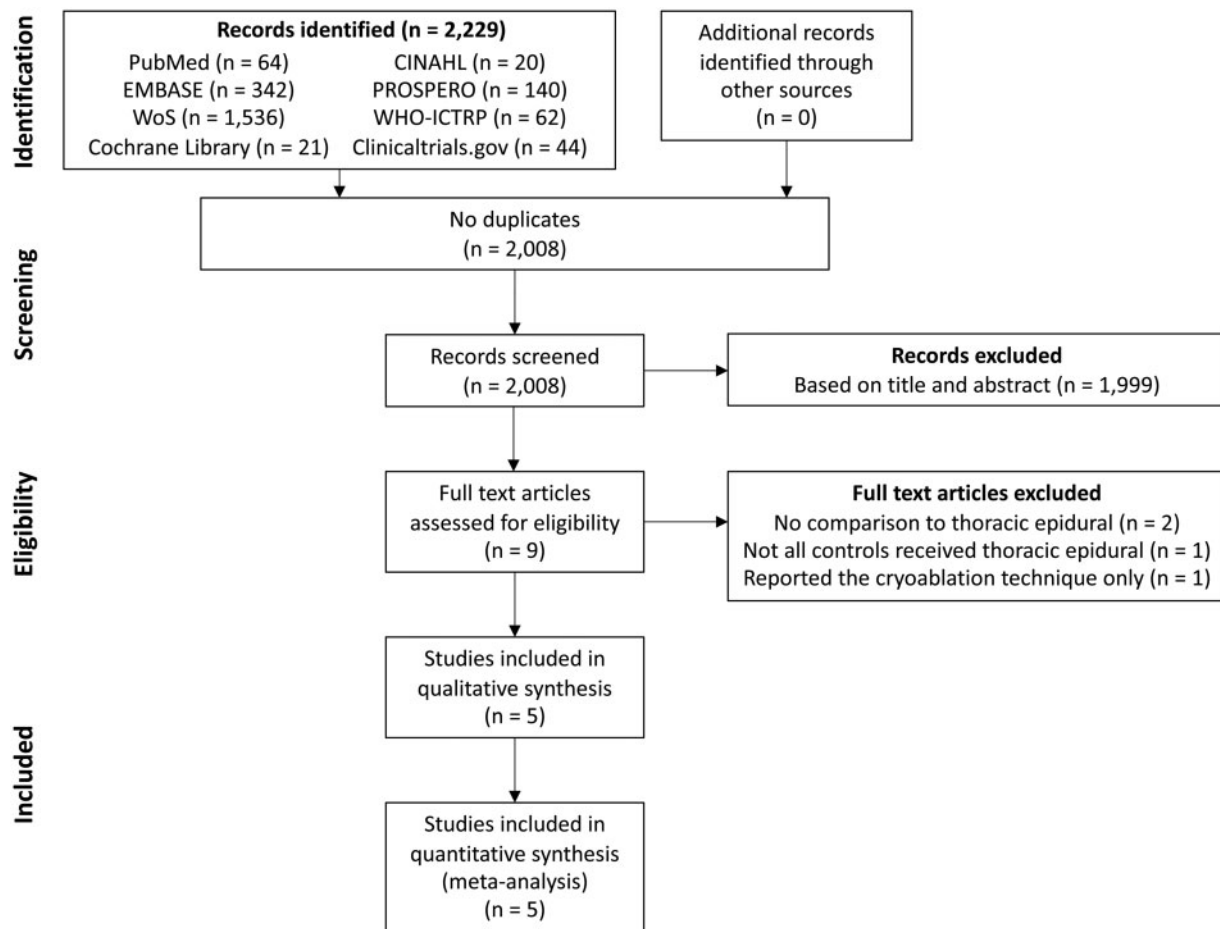 Identification
Records identified (n = 2,229)
PubMed (n = 64)
CINAHL (n = 20)
EMBASE (n = 342)
PROSPERO (n = 140)
WoS (n = 1,536)
WHO-ICTRP (n = 62)
Cochrane Library (n = 21)
Clinicaltrials.gov (n = 44)
Additional records
identified through
other sources
(n = 0)
Screening
No duplicates
(n = 2,008)
Records screened
(n = 2,008)
Records excluded
Based on title and abstract (n = 1,999)
Eligibility
Full text articles
assessed for eligibility
(n = 9)
Full text articles excluded
No comparison to thoracic epidural (n = 2)
Not all controls received thoracic epidural (n = 1)
Reported the cryoablation technique only (n = 1)
Included
Studies included in
qualitative synthesis
(n = 5)
Studies included in
quantitative synthesis
(meta-analysis)
(n = 5)